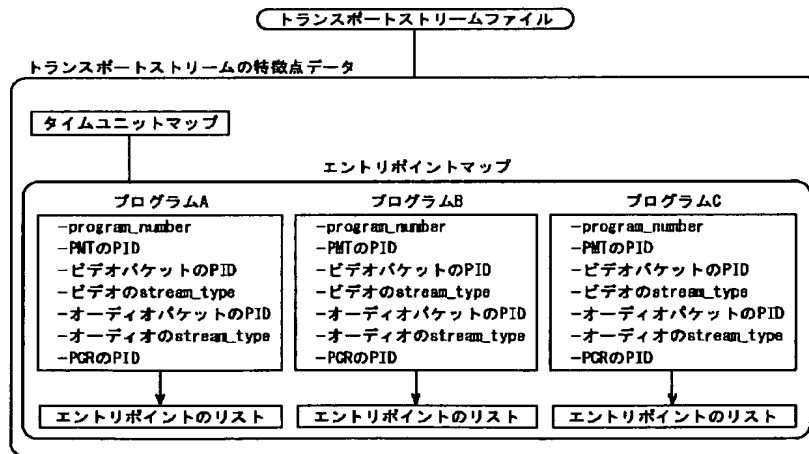 トランスポートストリームファイル
トランスポートストリームの特徴点データ
タイムユニットマップ
エントリポイントマップ
プログラムA
-program_number
-PMTのPID
-ビデオパケットのPID
-ビデオのstream_type
-オーディオパケットのPID
-オーディオのstream_type
-PCRのPID
エントリポイントのリスト
プログラムB
-program_number
-PMTのPID
-ビデオパケットのPID
-ビデオのstream_type
-オーディオパケットのPID
-オーディオのstream_type
-PCRのPID
エントリポイントのリスト
プログラムC
-program_number
-PMTのPID
-ビデオパケットのPID
-ビデオのstream_type
-オーディオパケットのPID
-オーディオのstream_type
-PCRのPID
エントリポイントのリスト